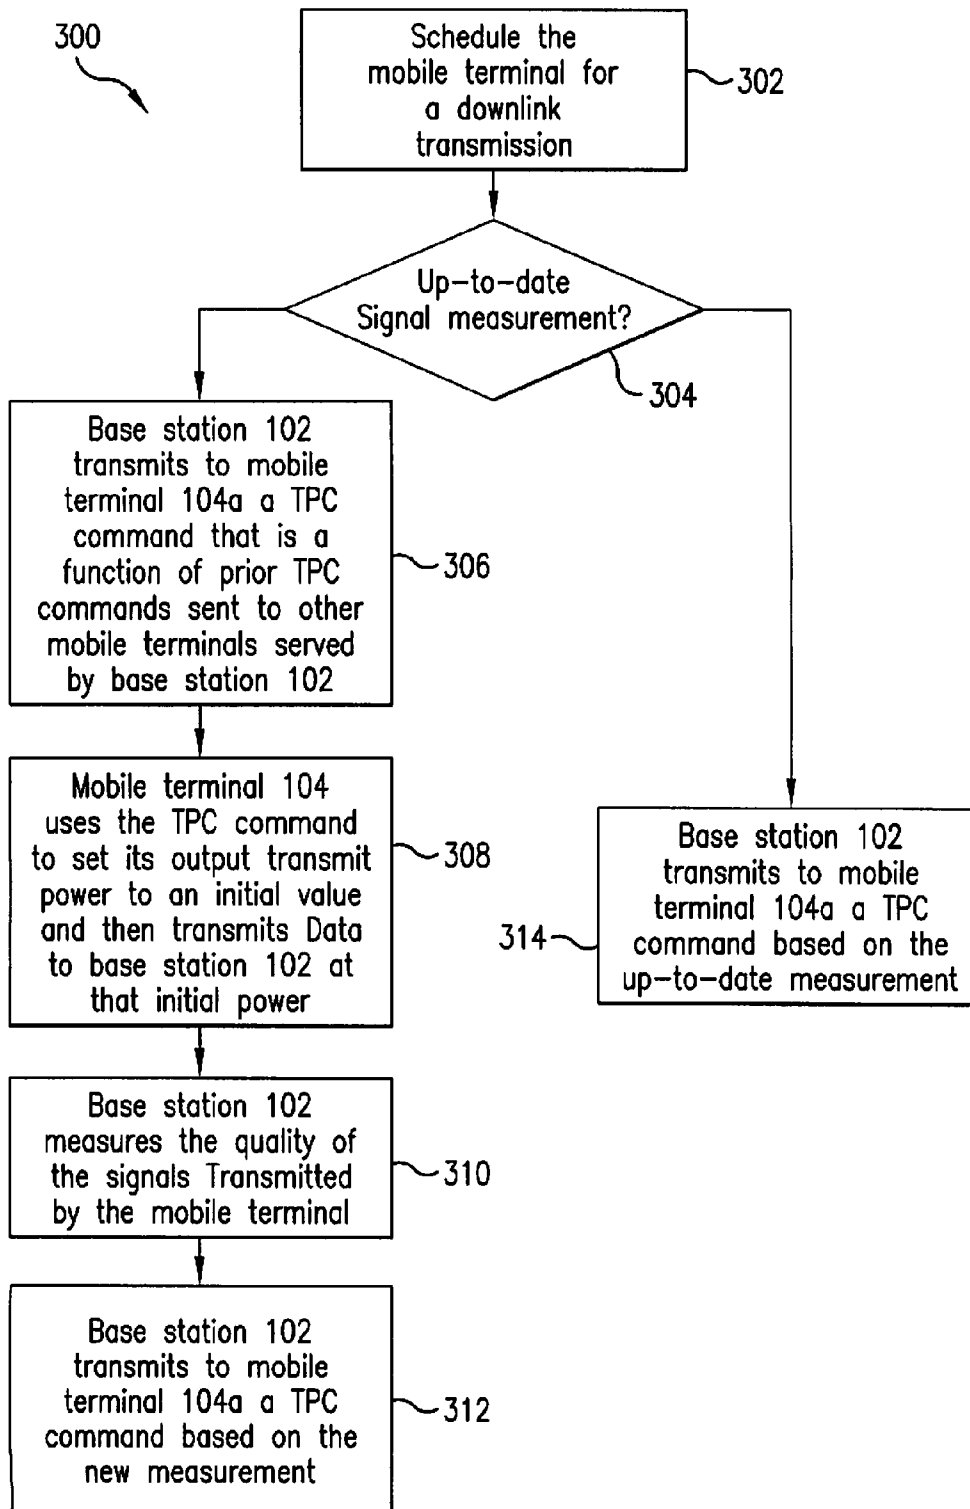 300
Schedule the
mobile terminal for
a downlink
transmission
302
Up-to-date
Signal measurement?
304
Base station 102
transmits to mobile
terminal 104a a TPC
command that is a
function of prior TPC
commands sent to other
mobile terminals served
by base station 102
306
Mobile terminal 104
uses the TPC command
to set its output transmit
power to an initial value
and then transmits Data
to base station 102 at
that initial power
308
Base station 102
transmits to mobile
terminal 104a a TPC
command based on the
up-to-date measurement
314
Base station 102
measures the quality of
the signals Transmitted
by the mobile terminal
310
Base station 102
transmits to mobile
terminal 104a a TPC
command based on the
new measurement
312